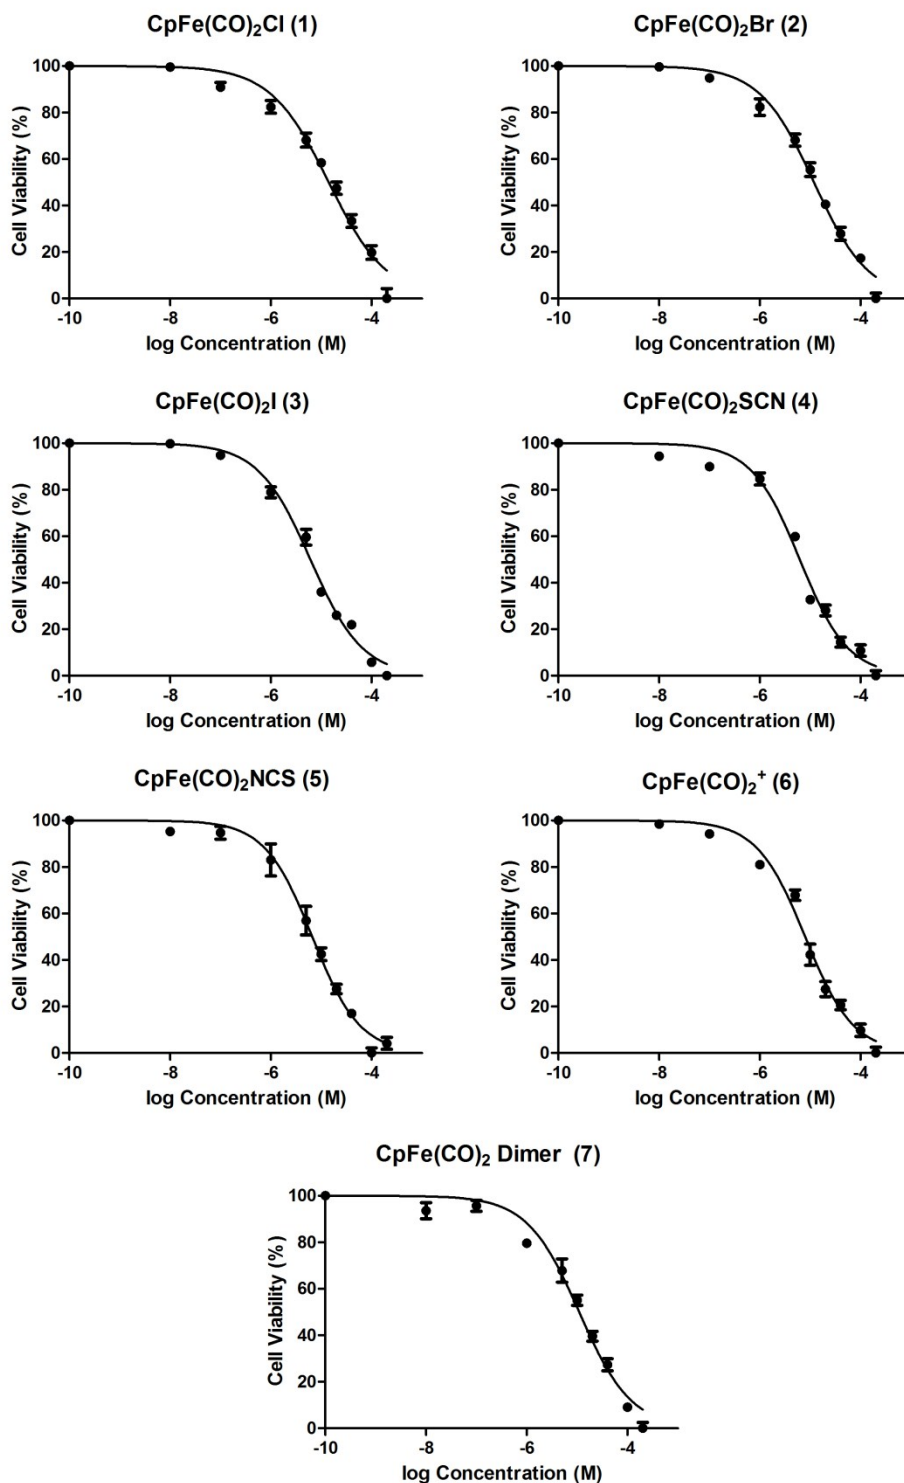 CpFe(CO)₂Cl (1)
Cell Viability (%)
100
80
60
40
20
0
-10 -8 -6 -4
log Concentration (M)
CpFe(CO)₂Br (2)
Cell Viability (%)
100
80
60
40
20
0
-10 -8 -6 -4
log Concentration (M)
CpFe(CO)₂I (3)
Cell Viability (%)
100
80
60
40
20
0
-10 -8 -6 -4
log Concentration (M)
CpFe(CO)₂SCN (4)
Cell Viability (%)
100
80
60
40
20
0
-10 -8 -6 -4
log Concentration (M)
CpFe(CO)₂NCS (5)
Cell Viability (%)
100
80
60
40
20
0
-10 -8 -6 -4
log Concentration (M)
CpFe(CO)₂⁺ (6)
Cell Viability (%)
100
80
60
40
20
0
-10 -8 -6 -4
log Concentration (M)
CpFe(CO)₂ Dimer (7)
Cell Viability (%)
100
80
60
40
20
0
-10 -8 -6 -4
log Concentration (M)